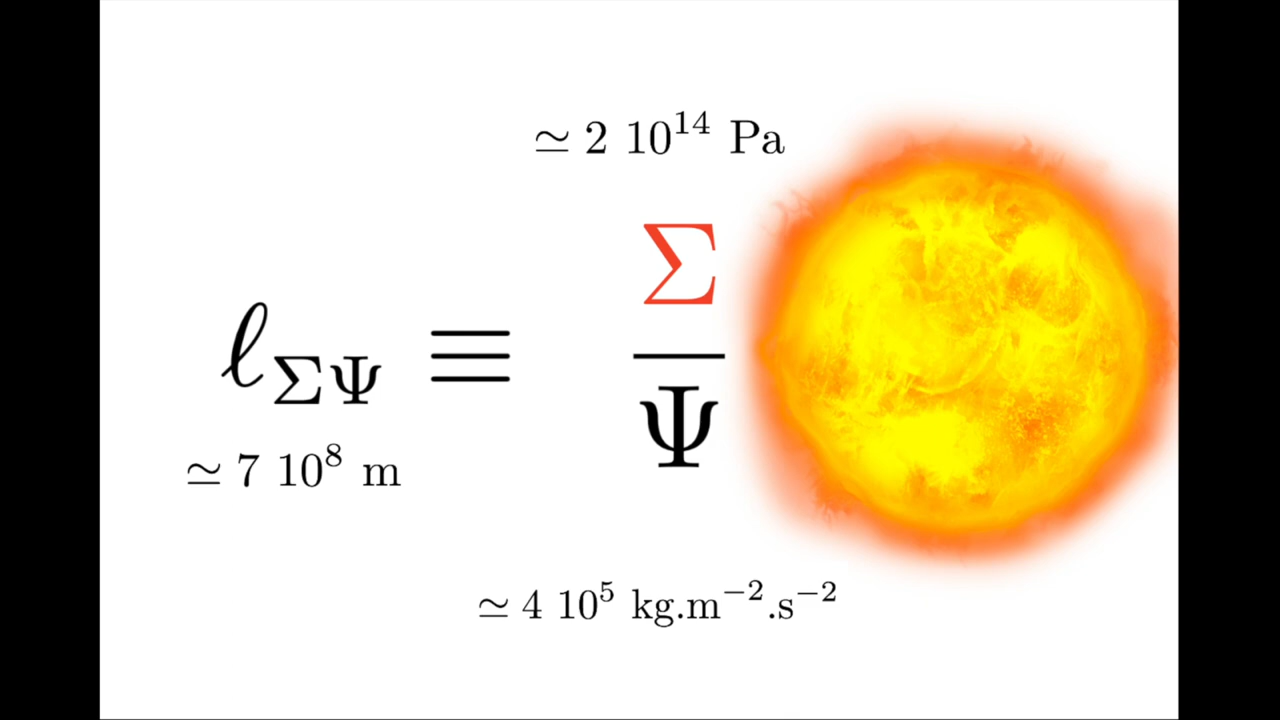 ≃ 2 10¹⁴ Pa
Σ
ℓ_ΣΨ ≡
Ψ
≃ 7 10⁸ m
≃ 4 10⁵ kg.m⁻².s⁻²